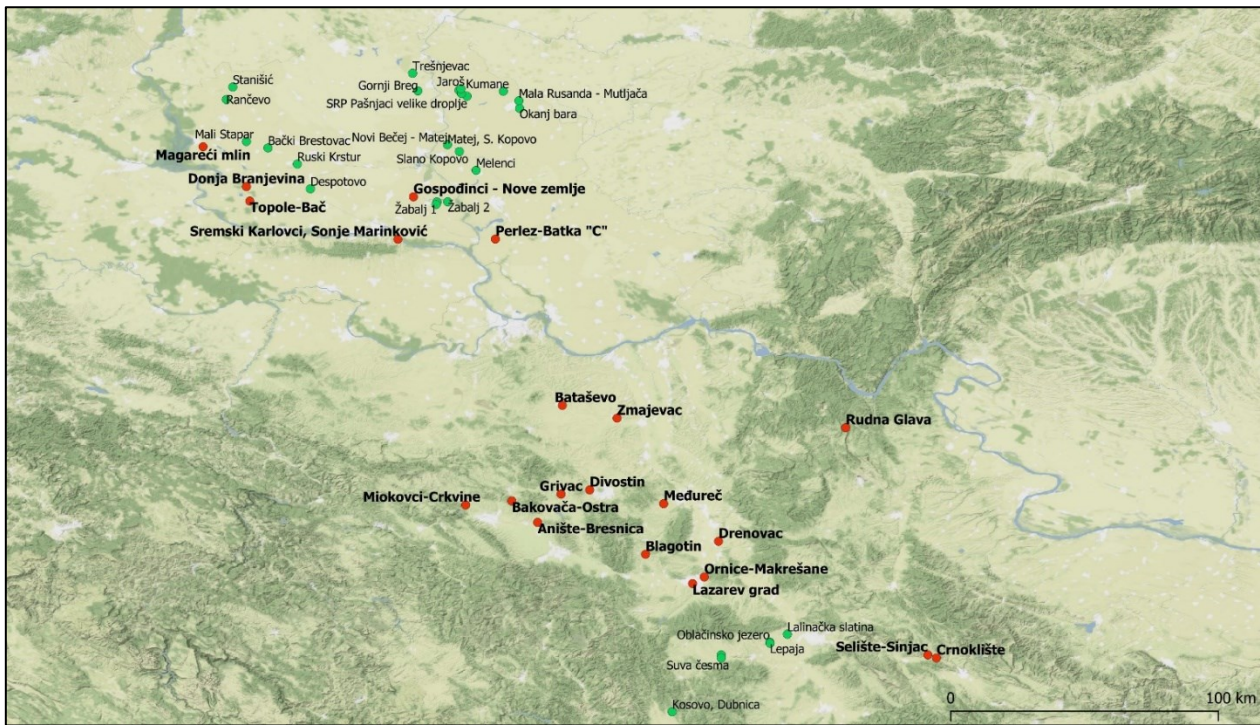 Trešnjevac
Stanišić
Gornji Breg
Jaroš
Kumane
Rančevo
SRP Pašnjaci velike droplje
Mala Rusanda - Mutljača
Okanj bara
Mali Stapar
Bački Brestovac
Novi Bečej - Matej
Matej, S. Kopovo
Magareći mlin
Ruski Krstur
Slano Kopovo
Melenci
Donja Branjevina
Despotovo
Gospođinci - Nove zemlje
Topole-Bač
Žabalj 1
Žabalj 2
Sremski Karlovci, Sonje Marinković
Perlez-Batka "C"
Bataševo
Zmajevac
Rudna Glava
Grivac
Divostin
Miokovci-Crkvine
Bakovača-Ostra
Međureč
Anište-Bresnica
Drenovac
Blagotin
Ornice-Makrešane
Lazarev grad
Oblačinsko jezero
Lalinačka slatina
Lepaja
Selište-Sinjac
Crnoklište
Suva česma
Kosovo, Dubnica
0
100 km